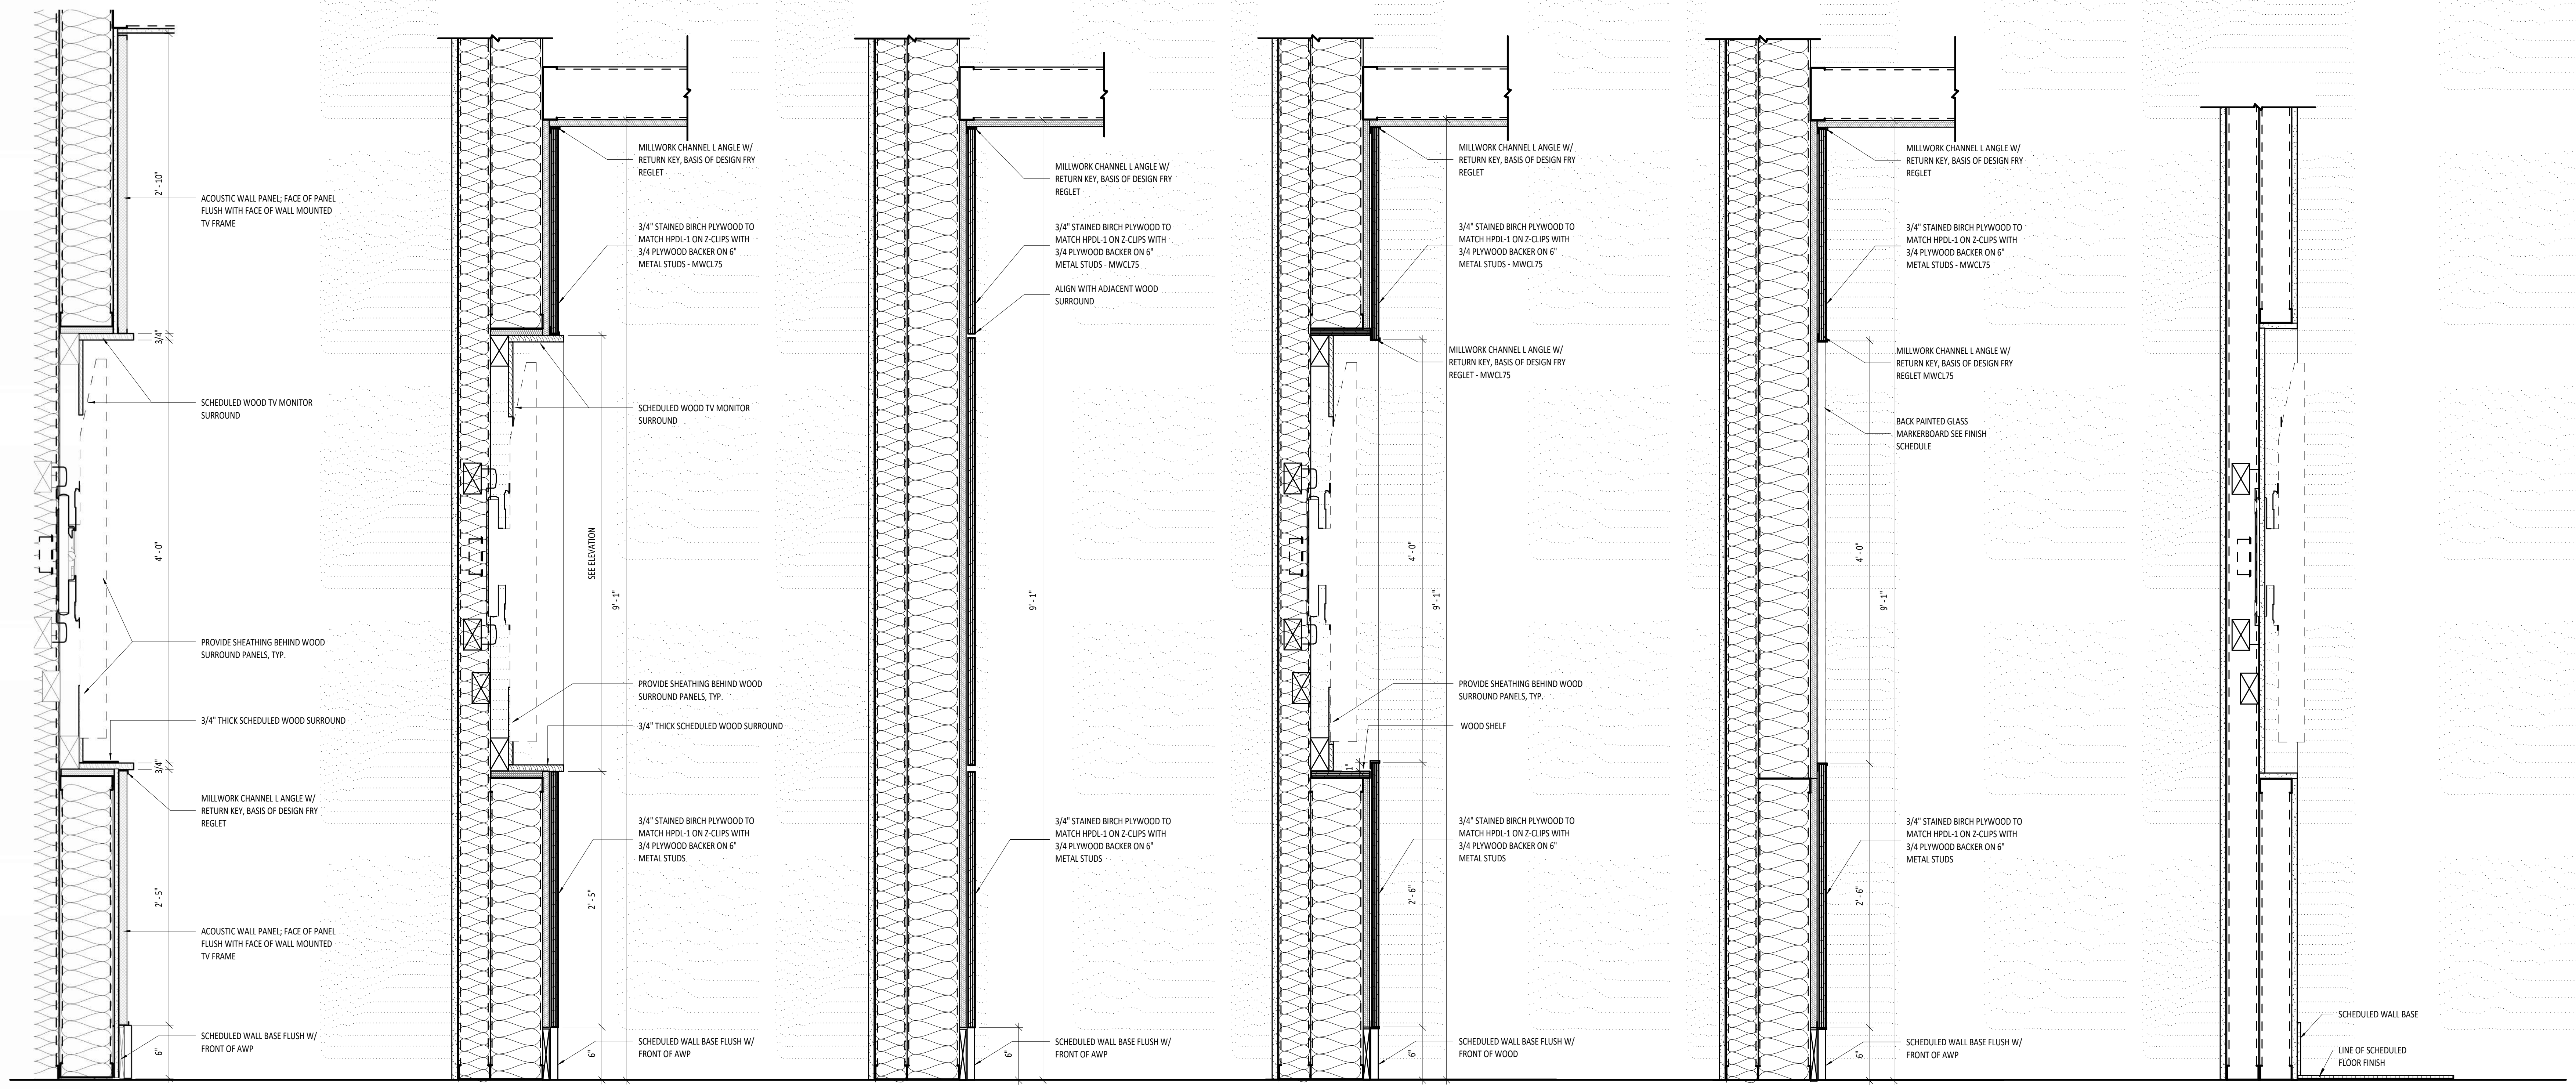 2' - 10"
ACOUSTIC WALL PANEL; FACE OF PANEL
FLUSH WITH FACE OF WALL MOUNTED
TV FRAME
3/4"
SCHEDULED WOOD TV MONITOR
SURROUND
4' - 0"
PROVIDE SHEATHING BEHIND WOOD
SURROUND PANELS, TYP.
3/4" THICK SCHEDULED WOOD SURROUND
3/4"
MILLWORK CHANNEL L ANGLE W/
RETURN KEY, BASIS OF DESIGN FRY
REGLET
2' - 5"
ACOUSTIC WALL PANEL; FACE OF PANEL
FLUSH WITH FACE OF WALL MOUNTED
TV FRAME
SCHEDULED WALL BASE FLUSH W/
FRONT OF AWP
6"
MILLWORK CHANNEL L ANGLE W/
RETURN KEY, BASIS OF DESIGN FRY
REGLET
3/4" STAINED BIRCH PLYWOOD TO
MATCH HPDL-1 ON Z-CLIPS WITH
3/4 PLYWOOD BACKER ON 6"
METAL STUDS - MWCL75
SCHEDULED WOOD TV MONITOR
SURROUND
SEE ELEVATION
9' - 1"
PROVIDE SHEATHING BEHIND WOOD
SURROUND PANELS, TYP.
3/4" THICK SCHEDULED WOOD SURROUND
3/4" STAINED BIRCH PLYWOOD TO
MATCH HPDL-1 ON Z-CLIPS WITH
3/4 PLYWOOD BACKER ON 6"
METAL STUDS
2' - 5"
SCHEDULED WALL BASE FLUSH W/
FRONT OF AWP
6"
MILLWORK CHANNEL L ANGLE W/
RETURN KEY, BASIS OF DESIGN FRY
REGLET
3/4" STAINED BIRCH PLYWOOD TO
MATCH HPDL-1 ON Z-CLIPS WITH
3/4 PLYWOOD BACKER ON 6"
METAL STUDS - MWCL75
ALIGN WITH ADJACENT WOOD
SURROUND
9' - 1"
3/4" STAINED BIRCH PLYWOOD TO
MATCH HPDL-1 ON Z-CLIPS WITH
3/4 PLYWOOD BACKER ON 6"
METAL STUDS
SCHEDULED WALL BASE FLUSH W/
FRONT OF AWP
6"
MILLWORK CHANNEL L ANGLE W/
RETURN KEY, BASIS OF DESIGN FRY
REGLET
3/4" STAINED BIRCH PLYWOOD TO
MATCH HPDL-1 ON Z-CLIPS WITH
3/4 PLYWOOD BACKER ON 6"
METAL STUDS - MWCL75
MILLWORK CHANNEL L ANGLE W/
RETURN KEY, BASIS OF DESIGN FRY
REGLET - MWCL75
4' - 0"
9' - 1"
PROVIDE SHEATHING BEHIND WOOD
SURROUND PANELS, TYP.
WOOD SHELF
1"
3/4" STAINED BIRCH PLYWOOD TO
MATCH HPDL-1 ON Z-CLIPS WITH
3/4 PLYWOOD BACKER ON 6"
METAL STUDS
2' - 6"
SCHEDULED WALL BASE FLUSH W/
FRONT OF WOOD
6"
MILLWORK CHANNEL L ANGLE W/
RETURN KEY, BASIS OF DESIGN FRY
REGLET
3/4" STAINED BIRCH PLYWOOD TO
MATCH HPDL-1 ON Z-CLIPS WITH
3/4 PLYWOOD BACKER ON 6"
METAL STUDS - MWCL75
MILLWORK CHANNEL L ANGLE W/
RETURN KEY, BASIS OF DESIGN FRY
REGLET MWCL75
BACK PAINTED GLASS
MARKERBOARD SEE FINISH
SCHEDULE
4' - 0"
9' - 1"
3/4" STAINED BIRCH PLYWOOD TO
MATCH HPDL-1 ON Z-CLIPS WITH
3/4 PLYWOOD BACKER ON 6"
METAL STUDS
2' - 6"
SCHEDULED WALL BASE FLUSH W/
FRONT OF AWP
6"
SCHEDULED WALL BASE
LINE OF SCHEDULED
FLOOR FINISH